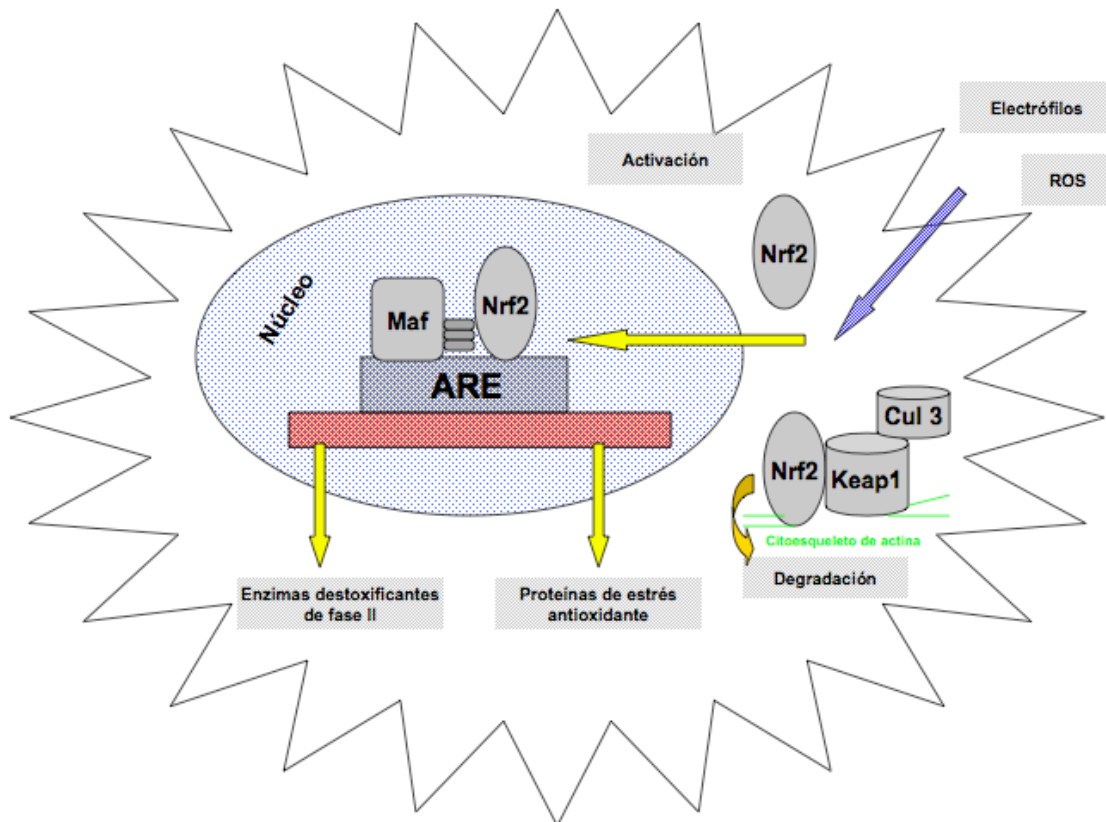 Electrófilos
Activación
ROS
Nrf2
Núcleo
Maf
Nrf2
ARE
Cul 3
Nrf2
Keap1
Citoesqueleto de actina
Degradación
Enzimas destoxificantes
de fase II
Proteínas de estrés
antioxidante